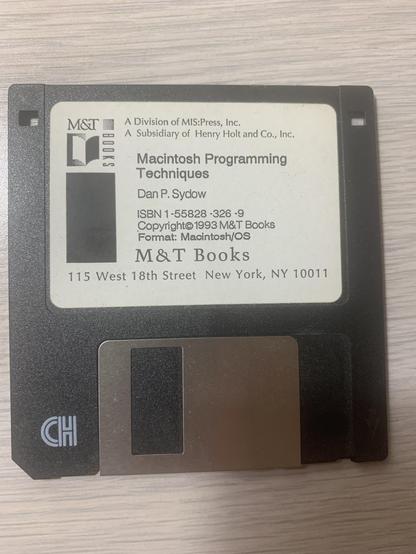 M&T
BOOKS
A Division of MIS:Press, Inc.
A Subsidiary of Henry Holt and Co., Inc.
Macintosh Programming
Techniques
Dan P. Sydow
ISBN 1-55828 -326 -9
Copyright©1993 M&T Books
Format: Macintosh/OS
M&T Books
115 West 18th Street New York, NY 10011
CH